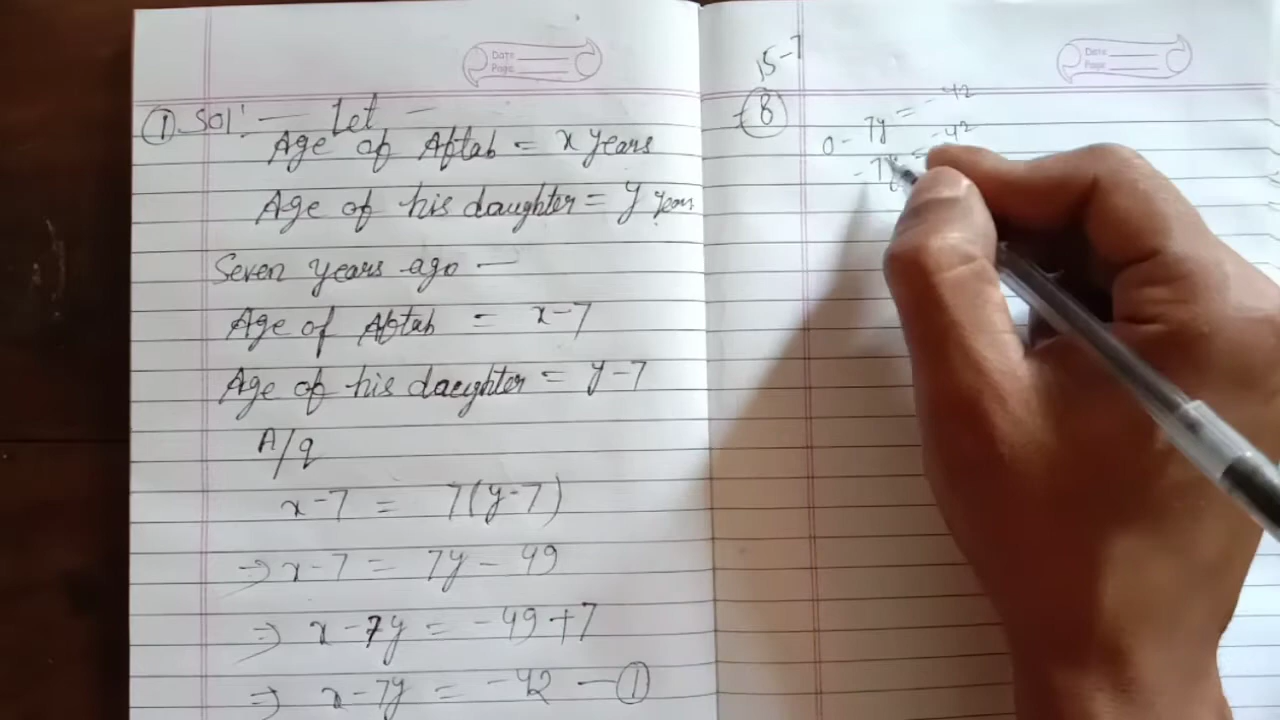 Date
Page
① Sol':— Let —
Age of Aftab = x years
Age of his daughter = y years
Seven years ago —
Age of Aftab = x-7
Age of his daughter = y-7
A/q
x-7 = 7(y-7)
⇒ x-7 = 7y - 49
⇒ x-7y = -49+7
⇒ x-7y = -42 — ①
Date
Page
15-7
8
0 - 7y = -42
-7y = -42